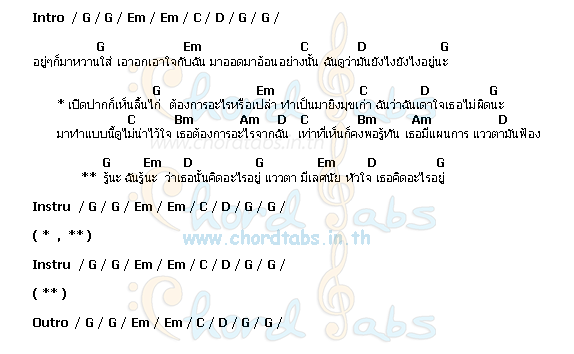 Intro / G / G / Em / Em / C / D / G / G /
G Em C D G
อยู่ๆก็มาหวานใส่ เอาอกเอาใจกับฉัน มาออดมาอ้อนอย่างนั้น ฉันดูว่ามันยังไงยังไงอยู่นะ
G Em C D G
* เปิดปากก็เห็นลิ้นไก่ ต้องการอะไรหรือเปล่า ทำเป็นมายิงมุขเก่า ฉันว่าฉันเดาใจเธอไม่ผิดนะ
C Bm Am D C Bm Am D
มาทำแบบนี้ดูไม่น่าไว้ใจ เธอต้องการอะไรจากฉัน เท่าที่เห็นก็คงพอรู้ทัน เธอมีแผนการ แววตามันฟ้อง
G Em D G Em D G
** รู้นะ ฉันรู้นะ ว่าเธอนั้นคิดอะไรอยู่ แววตา มีเลศนัย หัวใจ เธอคิดอะไรอยู่
Instru / G / G / Em / Em / C / D / G / G /
Chord Tabs
( * , ** )
www.chordtabs.in.th
Instru / G / G / Em / Em / C / D / G / G /
( ** )
Outro / G / G / Em / Em / C / D / G / G /